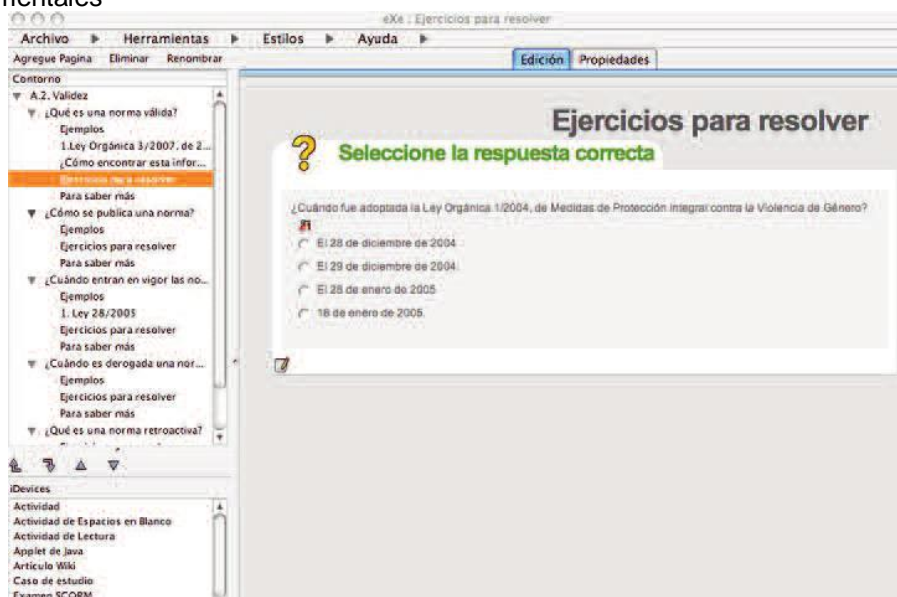 mentales
eXe : Ejercicios para resolver
Archivo Herramientas Estilos Ayuda
Agregue Pagina Eliminar Renombrar
Edición Propiedades
Contorno
A.2. Validez
¿Qué es una norma válida?
Ejemplos
1.Ley Orgánica 3/2007, de 2...
¿Cómo encontrar esta infor...
Ejercicios para resolver
Para saber más
¿Cómo se publica una norma?
Ejemplos
Ejercicios para resolver
Para saber más
¿Cuándo entran en vigor las no...
Ejemplos
1. Ley 28/2005
Ejercicios para resolver
Para saber más
¿Cuándo es derogada una nor...
Ejemplos
Ejercicios para resolver
Para saber más
¿Qué es una norma retroactiva?
iDevices
Actividad
Actividad de Espacios en Blanco
Actividad de Lectura
Applet de Java
Articulo Wiki
Caso de estudio
Examen SCORM
Ejercicios para resolver
Seleccione la respuesta correcta
¿Cuándo fue adoptada la Ley Orgánica 1/2004, de Medidas de Protección integral contra la Violencia de Género?
El 28 de diciembre de 2004
El 29 de diciembre de 2004
El 28 de enero de 2005
18 de enero de 2005